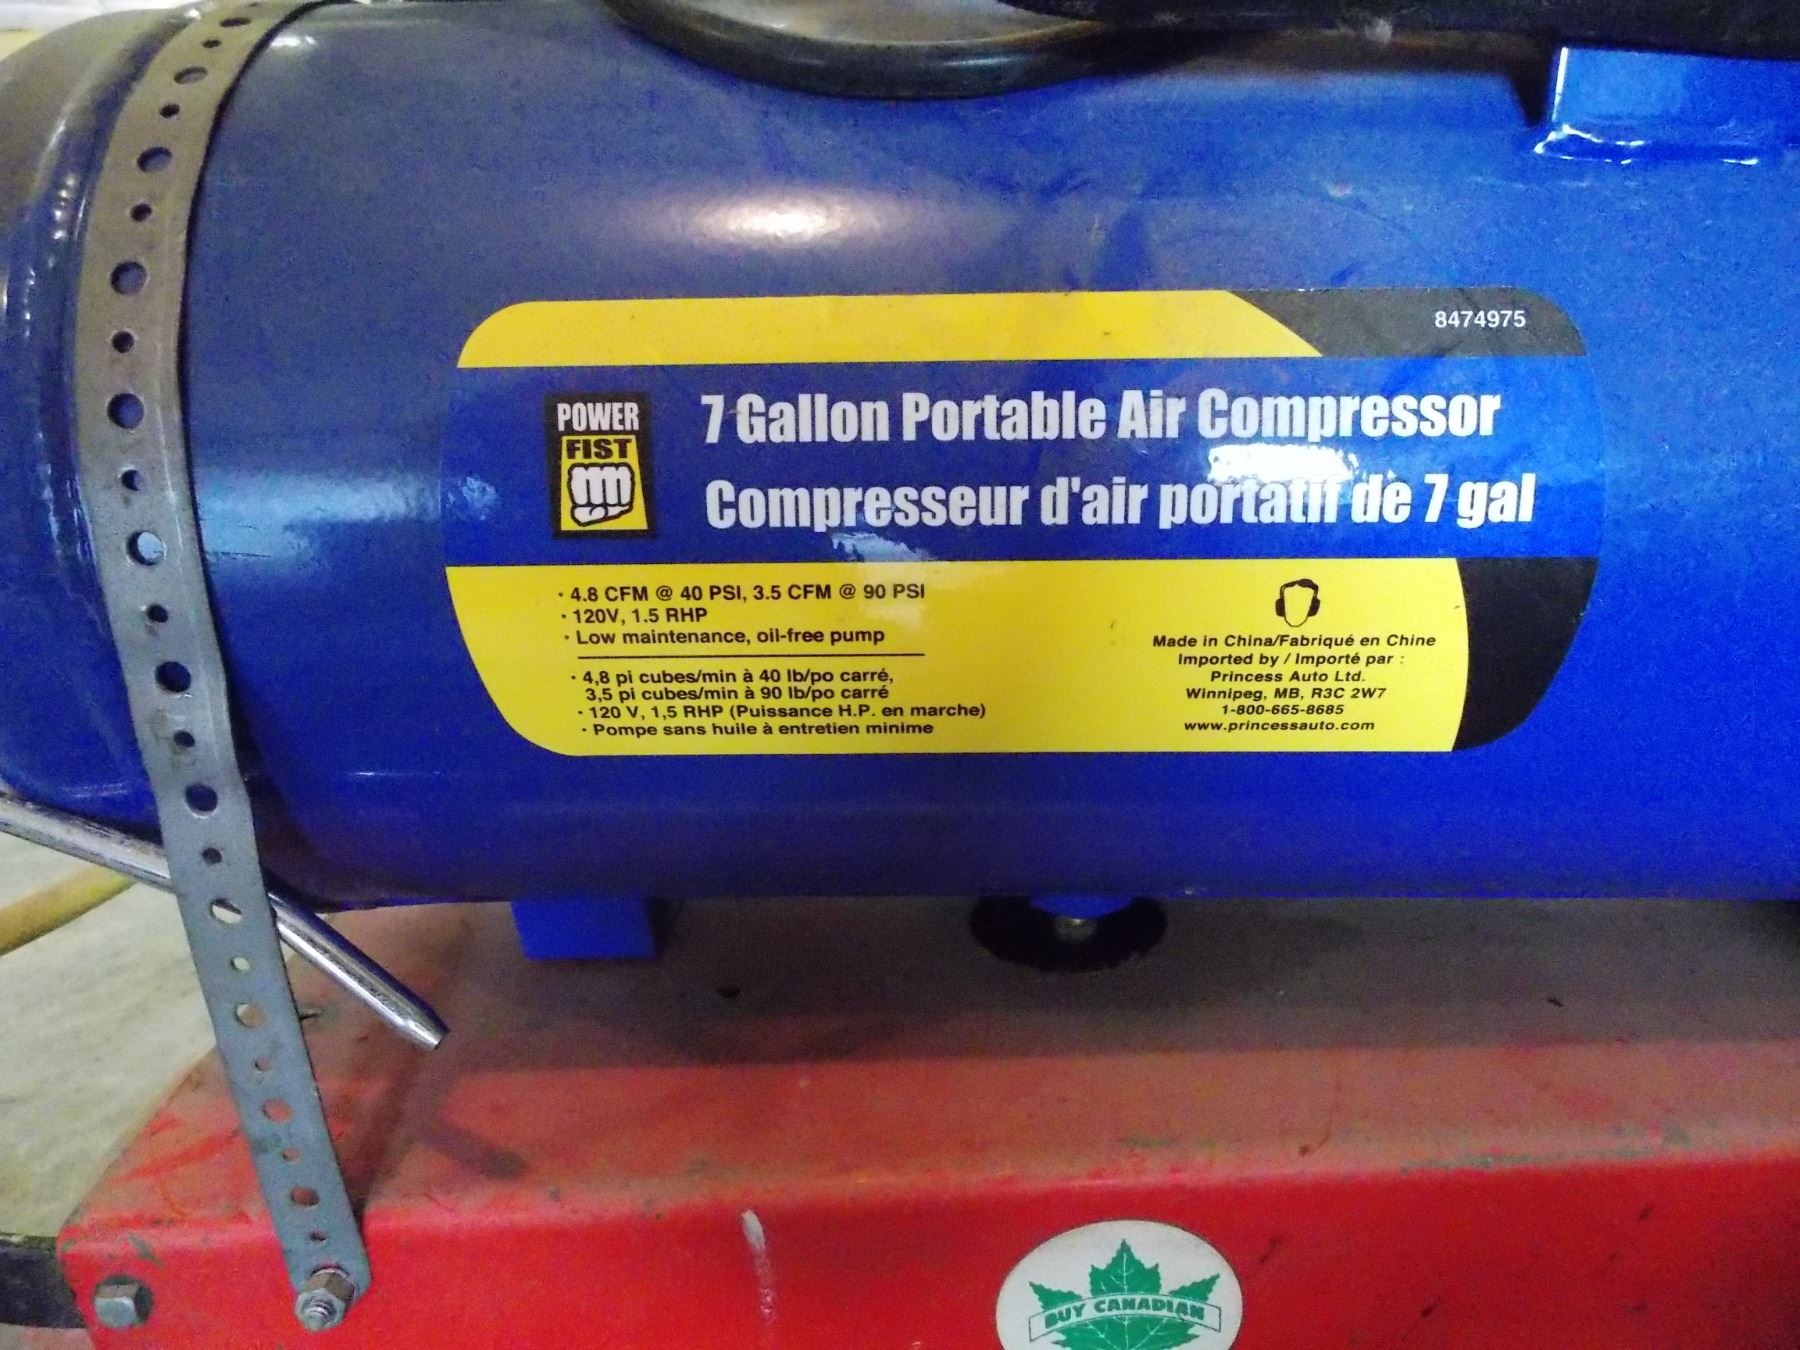 8474975
POWER
FIST
7 Gallon Portable Air Compressor
Compresseur d'air portatif de 7 gal
· 4.8 CFM @ 40 PSI, 3.5 CFM @ 90 PSI
· 120V, 1.5 RHP
· Low maintenance, oil-free pump
· 4,8 pi cubes/min à 40 lb/po carré,
3,5 pi cubes/min à 90 lb/po carré
· 120 V, 1,5 RHP (Puissance H.P. en marche)
· Pompe sans huile à entretien minime
Made in China/Fabriqué en Chine
Imported by / Importé par :
Princess Auto Ltd.
Winnipeg, MB, R3C 2W7
1-800-665-8685
www.princessauto.com
BUY CANADIAN